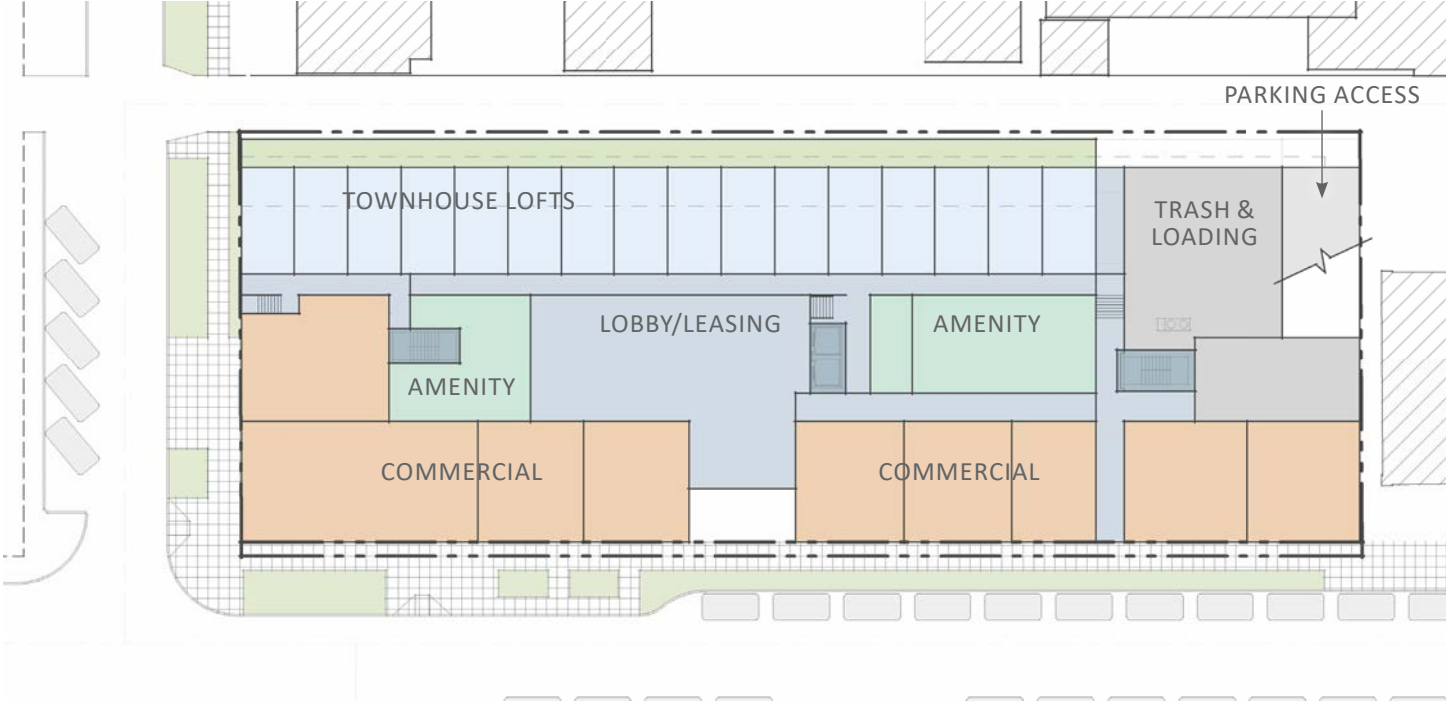 PARKING ACCESS
TOWNHOUSE LOFTS
TRASH &
LOADING
LOBBY/LEASING
AMENITY
AMENITY
COMMERCIAL
COMMERCIAL